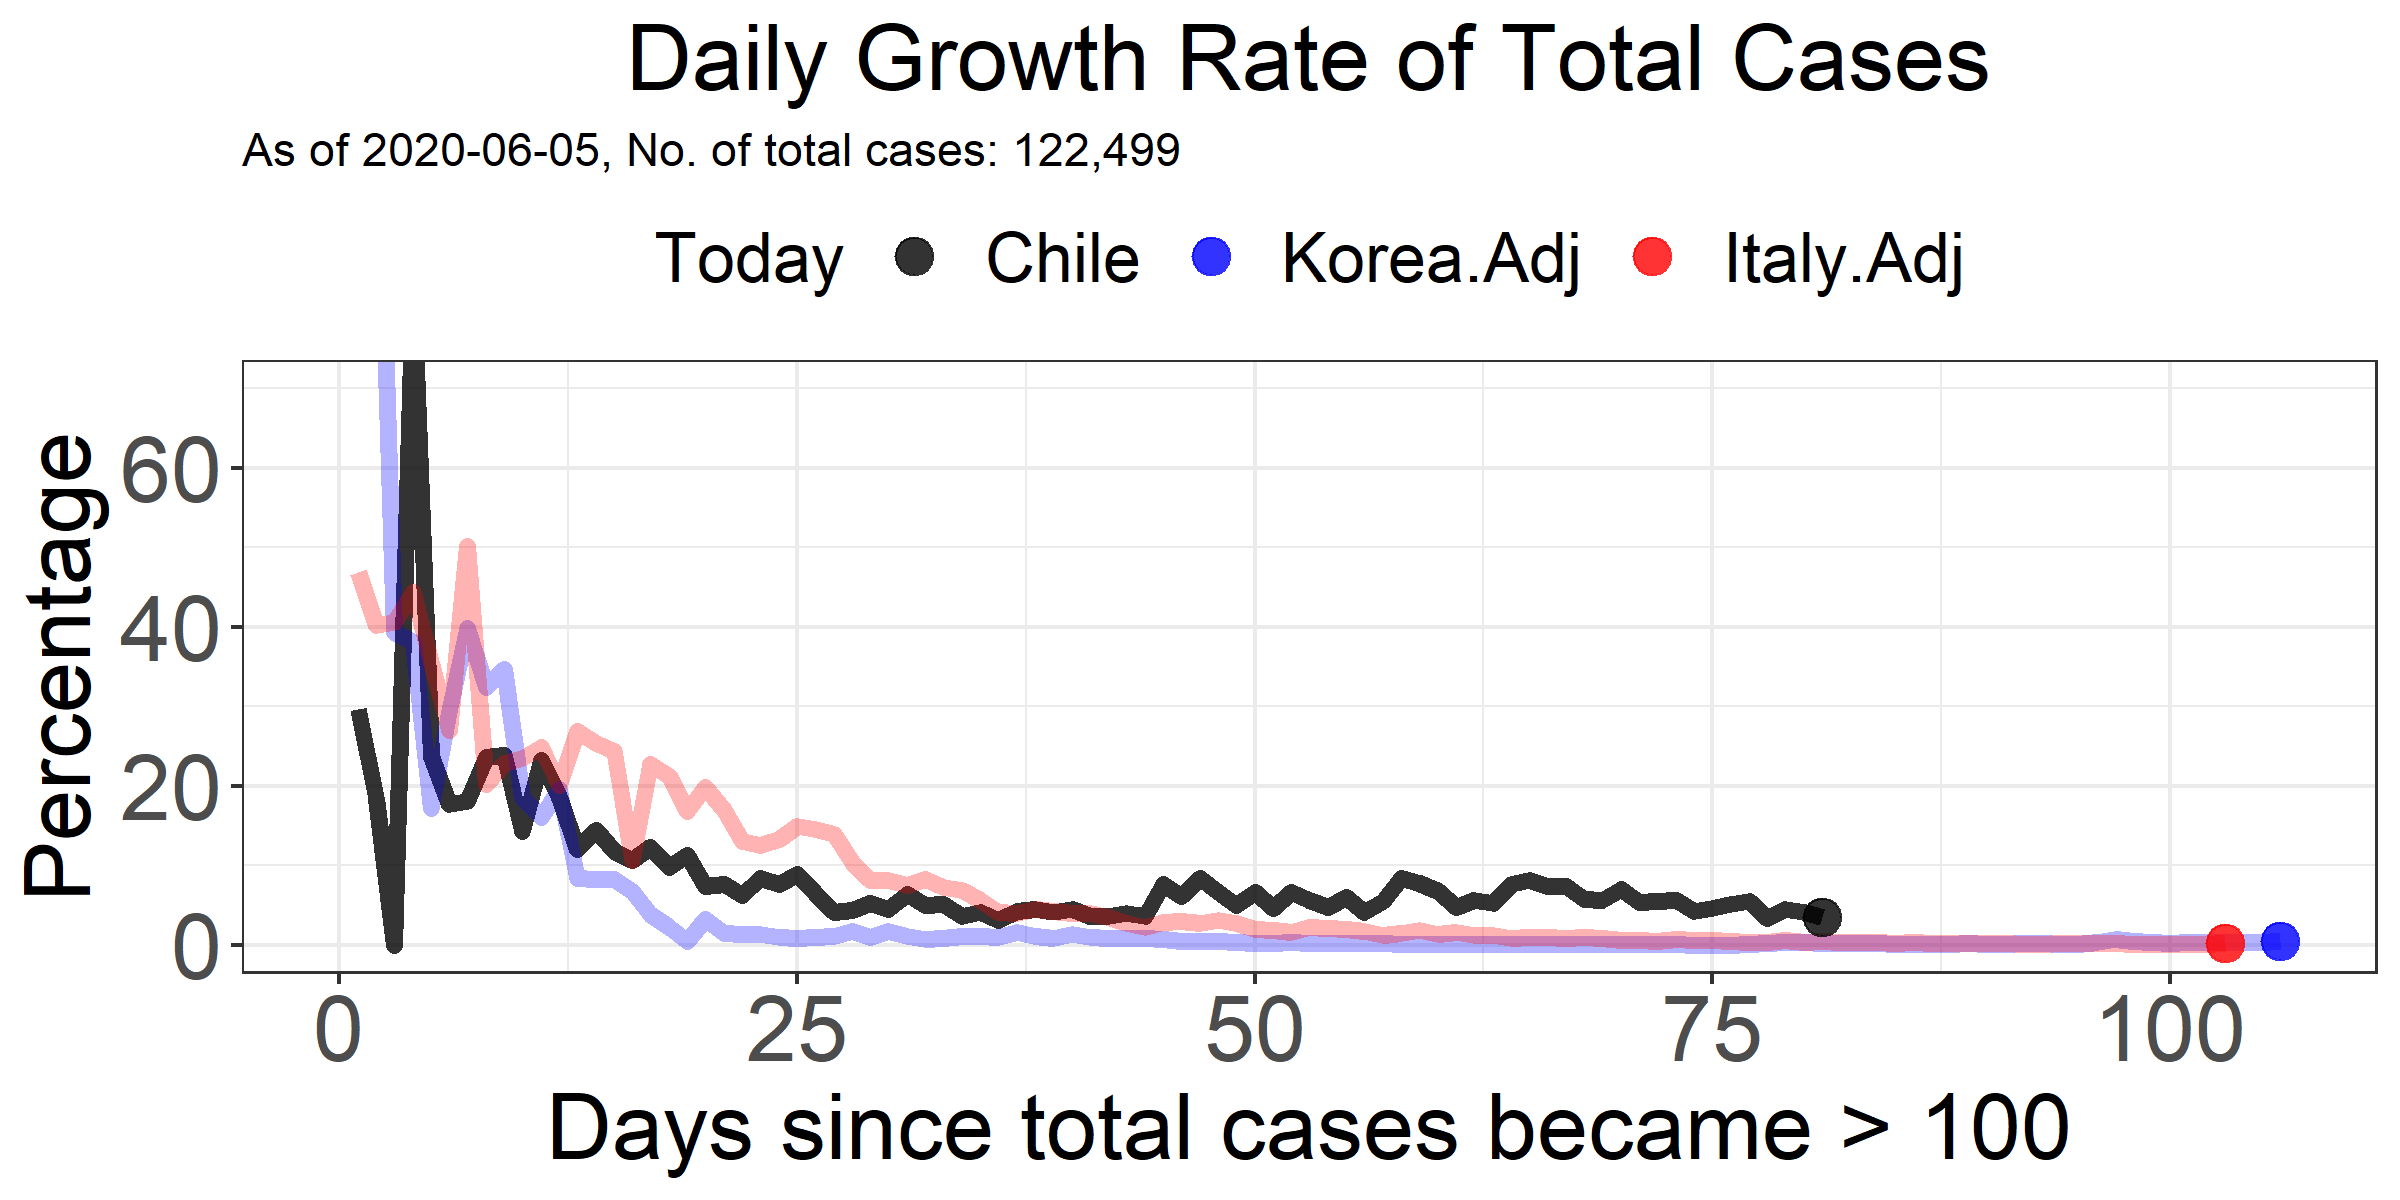 Daily Growth Rate of Total Cases
As of 2020-06-05, No. of total cases: 122,499
Today Chile Korea.Adj Italy.Adj
Percentage
60
40
20
0
0 25 50 75 100
Days since total cases became > 100